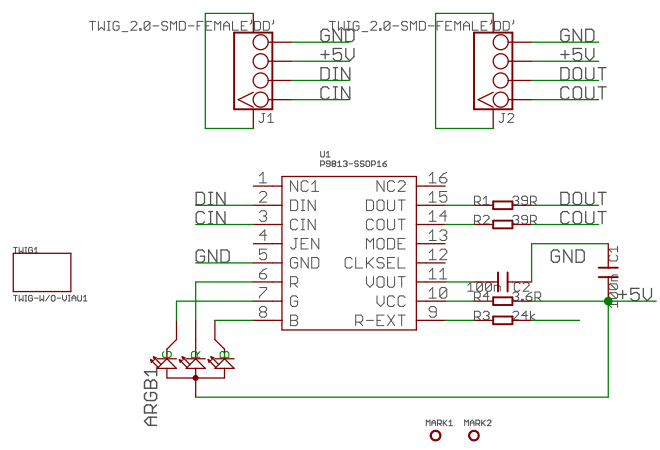 TWIG_2.0-SMD-FEMALE'DD' TWIG_2.0-SMD-FEMALE'DD'
GND GND
+5V +5V
DIN DOUT
CIN COUT
J1 J2
U1
P9813-SSOP16
1 NC1 NC2 16
DIN 2 DIN DOUT 15 R1 39R DOUT
CIN 3 CIN COUT 14 R2 39R COUT
4 JEN MODE 13
GND 5 GND CLKSEL 12 GND C1
6 R VOUT 11 100n C2 100n
7 G VCC 10 R4 3.6R +5V
8 B R-EXT 9 R3 24k
TWIG1
TWIG-W/O-V1AU1
G R B
ARGB1
MARK1 MARK2